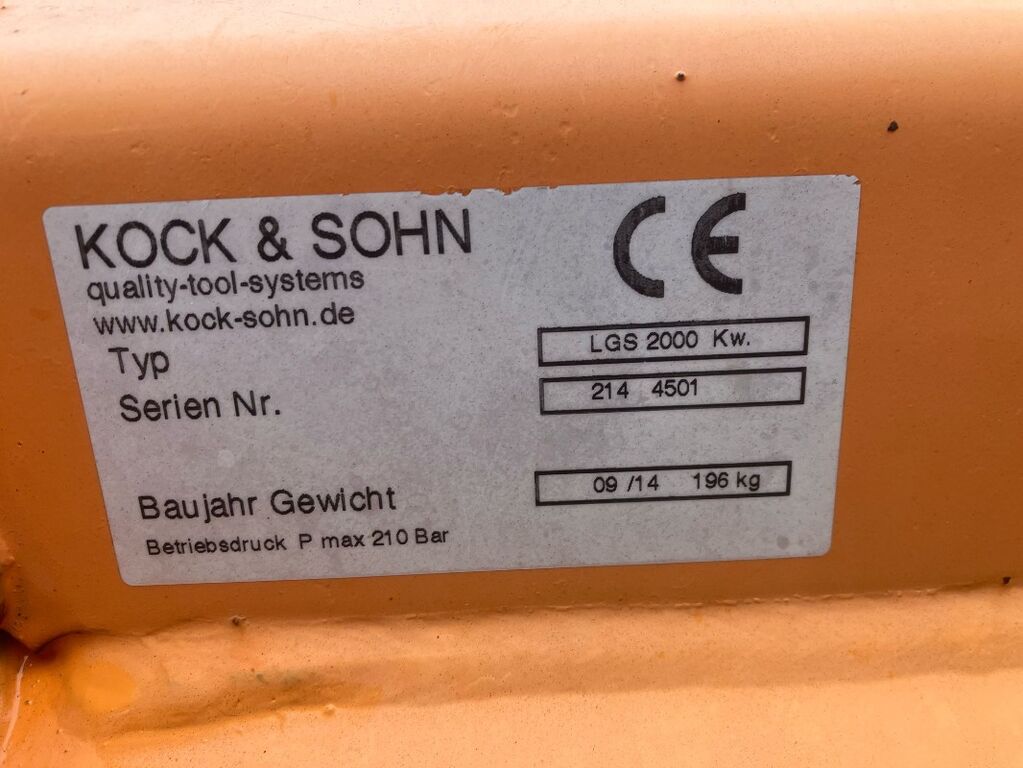 KOCK & SOHN CE
quality-tool-systems
www.kock-sohn.de
Typ LGS 2000 Kw.
Serien Nr. 214 4501
Baujahr Gewicht 09 /14 196 kg
Betriebsdruck P max 210 Bar